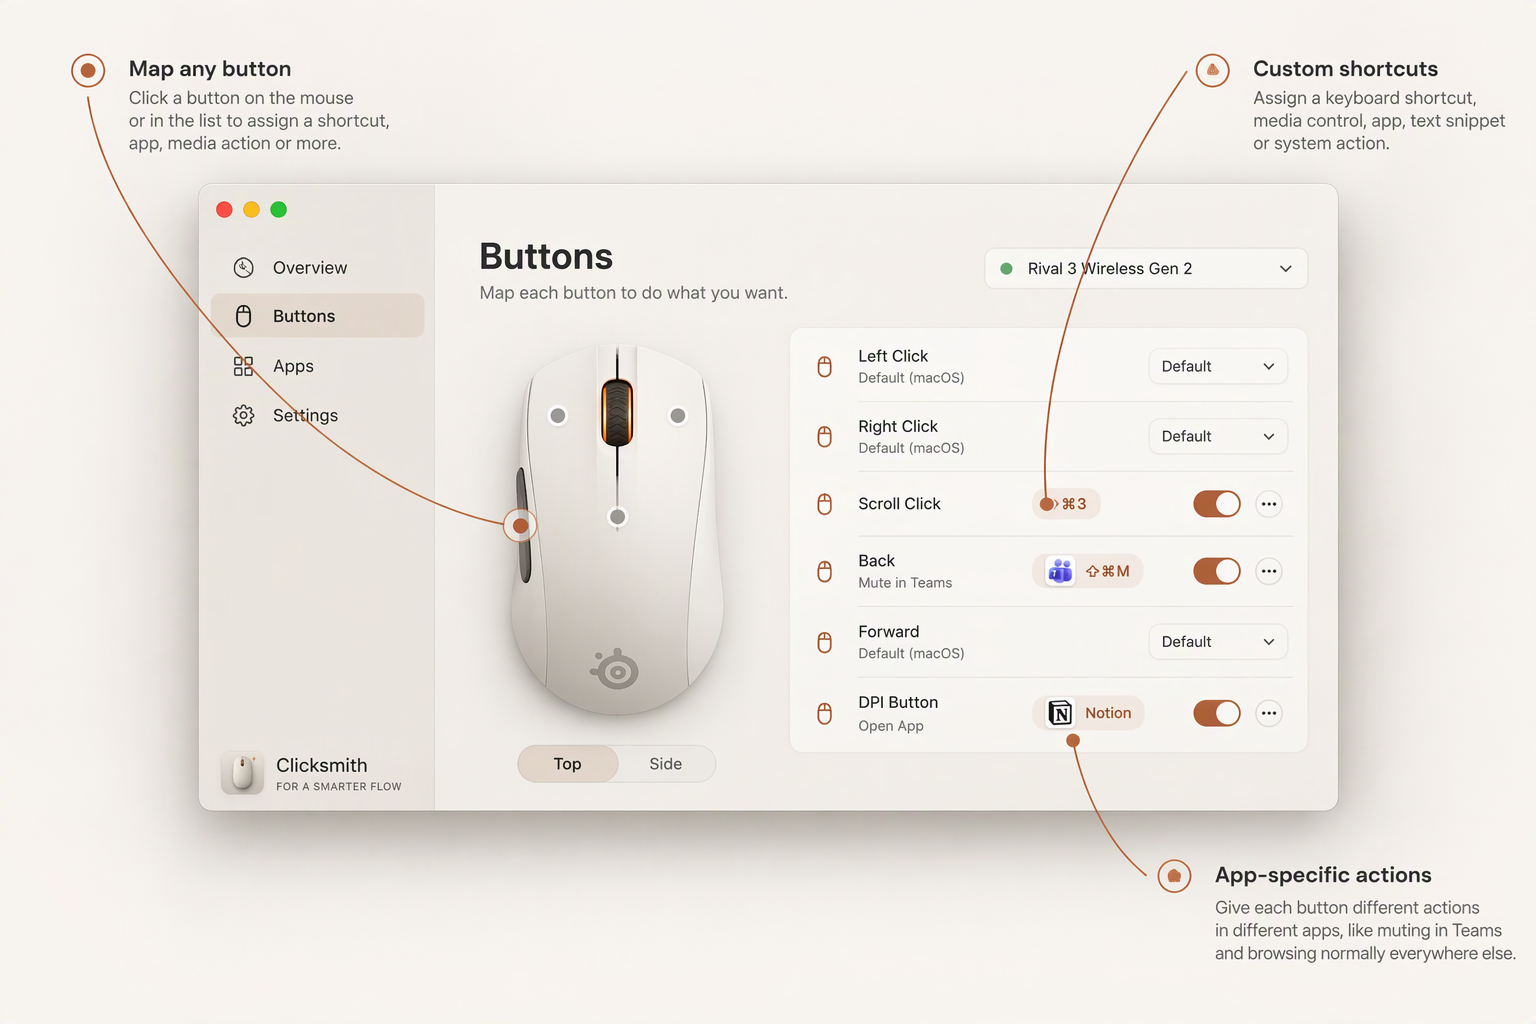 Map any button
Click a button on the mouse
or in the list to assign a shortcut,
app, media action or more.
Custom shortcuts
Assign a keyboard shortcut,
media control, app, text snippet
or system action.
Overview
Buttons
Apps
Settings
Clicksmith
FOR A SMARTER FLOW
Buttons
Map each button to do what you want.
Rival 3 Wireless Gen 2
Top
Side
Left Click
Default (macOS)
Default
Right Click
Default (macOS)
Default
Scroll Click
⌘3
Back
Mute in Teams
⇧⌘M
Forward
Default (macOS)
Default
DPI Button
Open App
Notion
App-specific actions
Give each button different actions
in different apps, like muting in Teams
and browsing normally everywhere else.